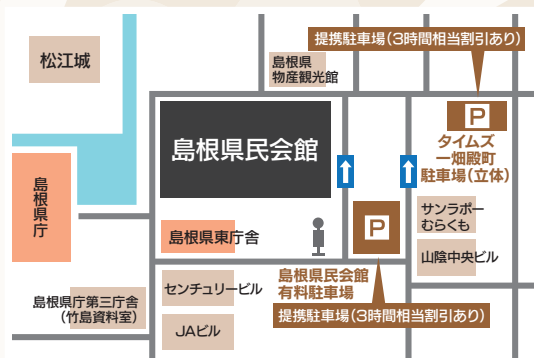 提携駐車場(3時間相当割引あり)
松江城
島根県
物産観光館
P
島根県民会館
タイムズ
一畑殿町
駐車場(立体)
島根県庁
サンラポー
むらくも
P
島根県東庁舎
山陰中央ビル
島根県民会館
有料駐車場
センチュリービル
島根県庁第三庁舎
(竹島資料室)
提携駐車場(3時間相当割引あり)
JAビル